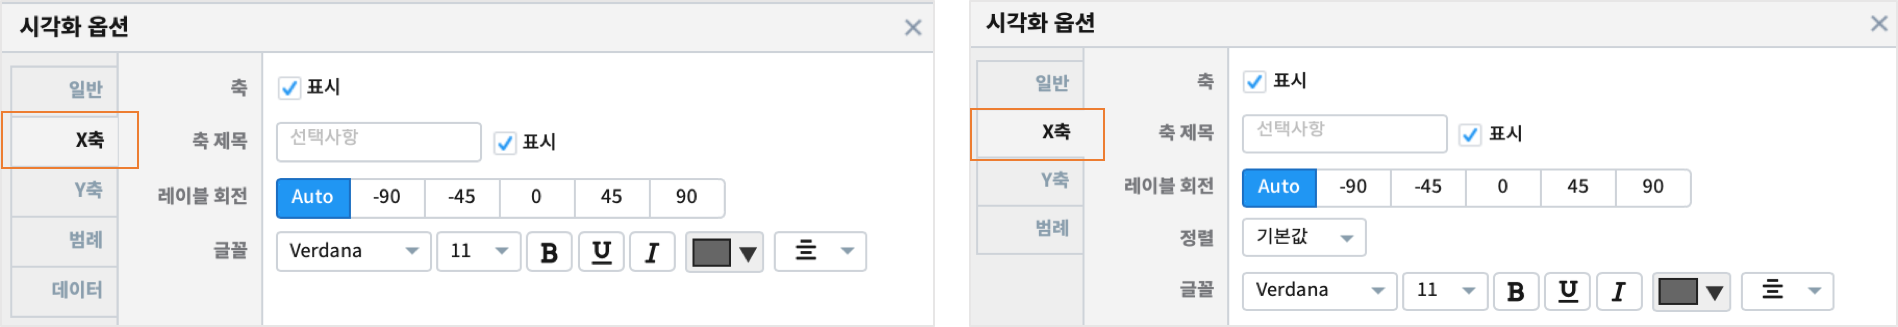 시각화 옵션
일반
X축
Y축
범례
데이터
축 표시
축 제목 선택사항 표시
레이블 회전 Auto -90 -45 0 45 90
글꼴 Verdana 11 B U I
시각화 옵션
일반
X축
Y축
범례
축 표시
축 제목 선택사항 표시
레이블 회전 Auto -90 -45 0 45 90
정렬 기본값
글꼴 Verdana 11 B U I